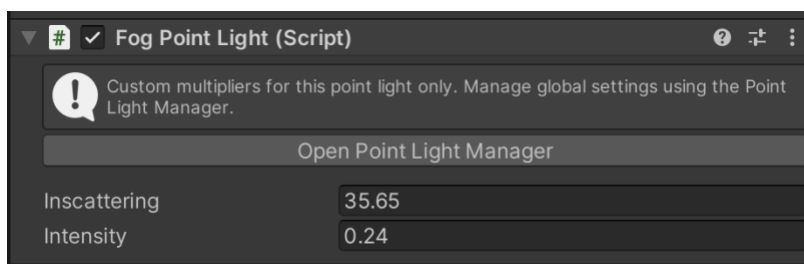 # Fog Point Light (Script)
Custom multipliers for this point light only. Manage global settings using the Point
Light Manager.
Open Point Light Manager
Inscattering 35.65
Intensity 0.24